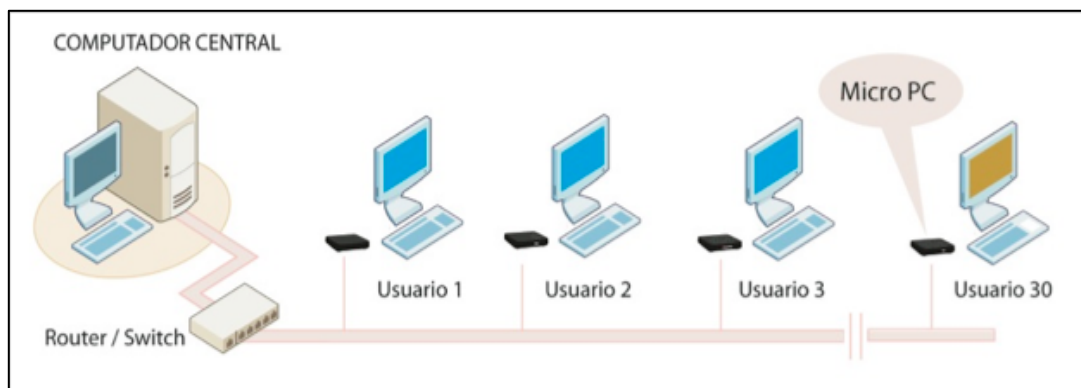 COMPUTADOR CENTRAL
Micro PC
Usuario 1
Usuario 2
Usuario 3
Usuario 30
Router / Switch